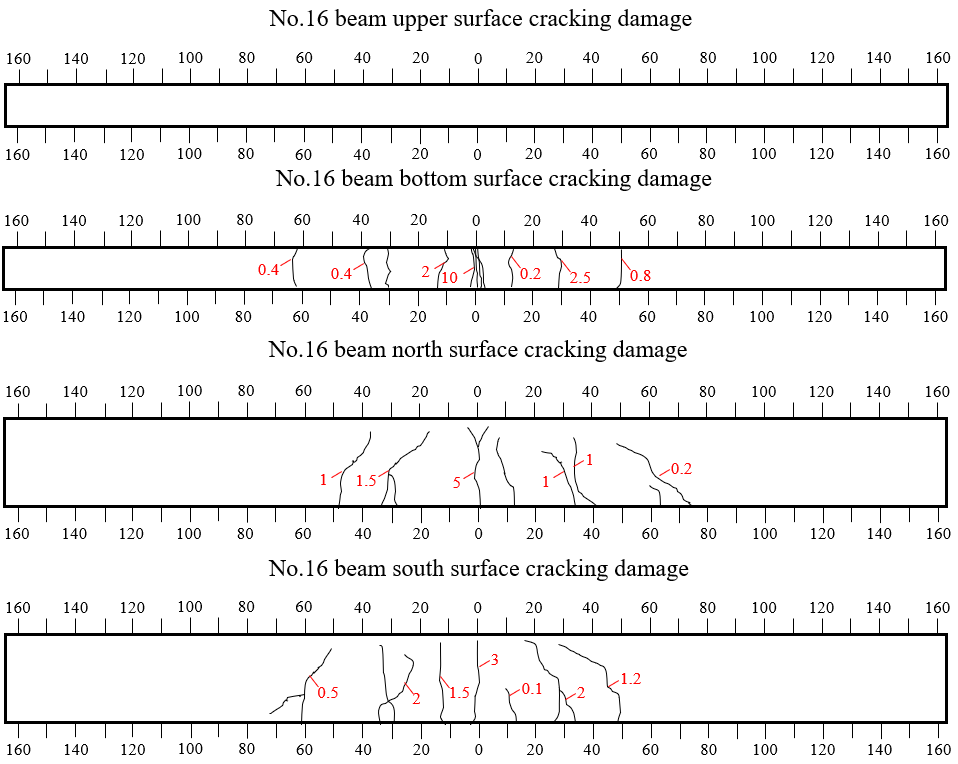 No.16 beam upper surface cracking damage
160 140 120 100 80 60 40 20 0 20 40 60 80 100 120 140 160
160 140 120 100 80 60 40 20 0 20 40 60 80 100 120 140 160
No.16 beam bottom surface cracking damage
160 140 120 100 80 60 40 20 0 20 40 60 80 100 120 140 160
0.4 0.4 2 10 0.2 2.5 0.8
160 140 120 100 80 60 40 20 0 20 40 60 80 100 120 140 160
No.16 beam north surface cracking damage
160 140 120 100 80 60 40 20 0 20 40 60 80 100 120 140 160
1 1.5 5 1 1 0.2
160 140 120 100 80 60 40 20 0 20 40 60 80 100 120 140 160
No.16 beam south surface cracking damage
160 140 120 100 80 60 40 20 0 20 40 60 80 100 120 140 160
0.5 2 1.5 3 0.1 2 1.2
160 140 120 100 80 60 40 20 0 20 40 60 80 100 120 140 160